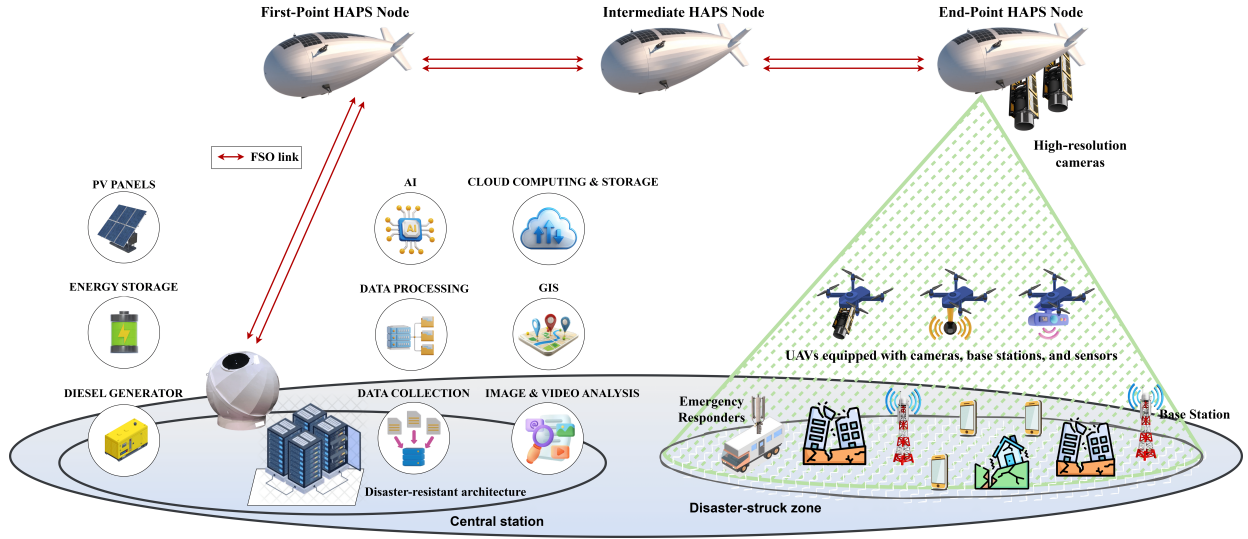 First-Point HAPS Node
Intermediate HAPS Node
End-Point HAPS Node
High-resolution
cameras
FSO link
PV PANELS
AI
CLOUD COMPUTING & STORAGE
AI
ENERGY STORAGE
DATA PROCESSING
GIS
UAVs equipped with cameras, base stations, and sensors
DIESEL GENERATOR
DATA COLLECTION
IMAGE & VIDEO ANALYSIS
Emergency
Responders
Base Station
Disaster-resistant architecture
Central station
Disaster-struck zone